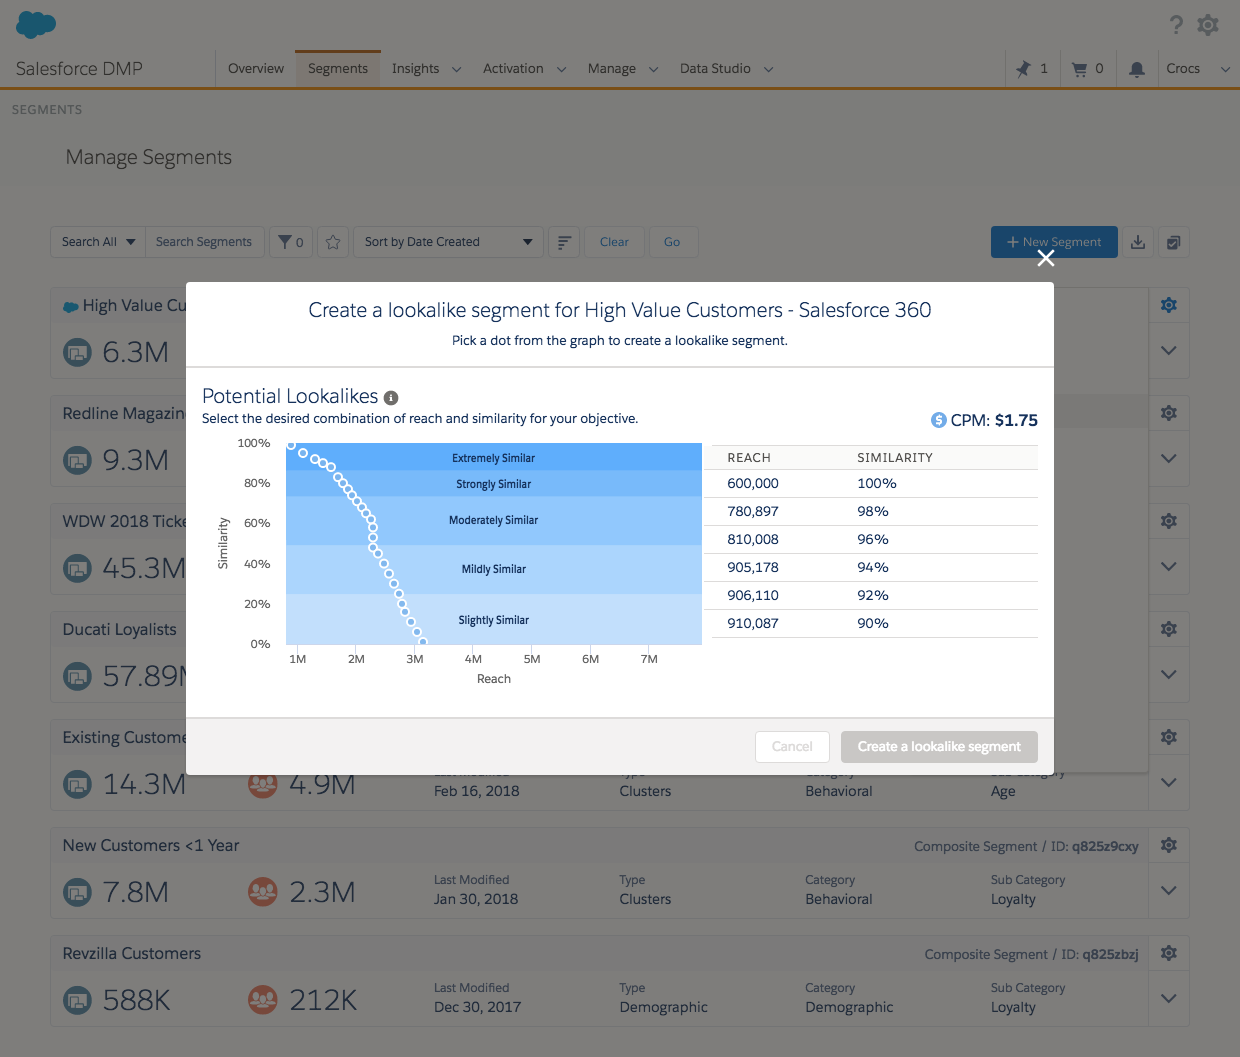 Salesforce DMP
Overview Segments Insights Activation Manage Data Studio
1 0 Crocs
SEGMENTS
Manage Segments
Search All Search Segments 0 Sort by Date Created Clear Go
+ New Segment
High Value Cu
6.3M
Redline Magazin
9.3M
WDW 2018 Ticke
45.3M
Ducati Loyalists
57.89M
Existing Custome
14.3M 4.9M
Last Modified Type Category Sub Category
Feb 16, 2018 Clusters Behavioral Age
Create a lookalike segment for High Value Customers - Salesforce 360
Pick a dot from the graph to create a lookalike segment.
Potential Lookalikes i
Select the desired combination of reach and similarity for your objective.
$ CPM: $1.75
Similarity
100%
80%
60%
40%
20%
0%
Extremely Similar
Strongly Similar
Moderately Similar
Mildly Similar
Slightly Similar
1M 2M 3M 4M 5M 6M 7M
Reach
REACH SIMILARITY
600,000 100%
780,897 98%
810,008 96%
905,178 94%
906,110 92%
910,087 90%
Cancel Create a lookalike segment
New Customers <1 Year Composite Segment / ID: q825z9cxy
7.8M 2.3M
Last Modified Type Category Sub Category
Jan 30, 2018 Clusters Behavioral Loyalty
Revzilla Customers Composite Segment / ID: q825zbzj
588K 212K
Last Modified Type Category Sub Category
Dec 30, 2017 Demographic Demographic Loyalty